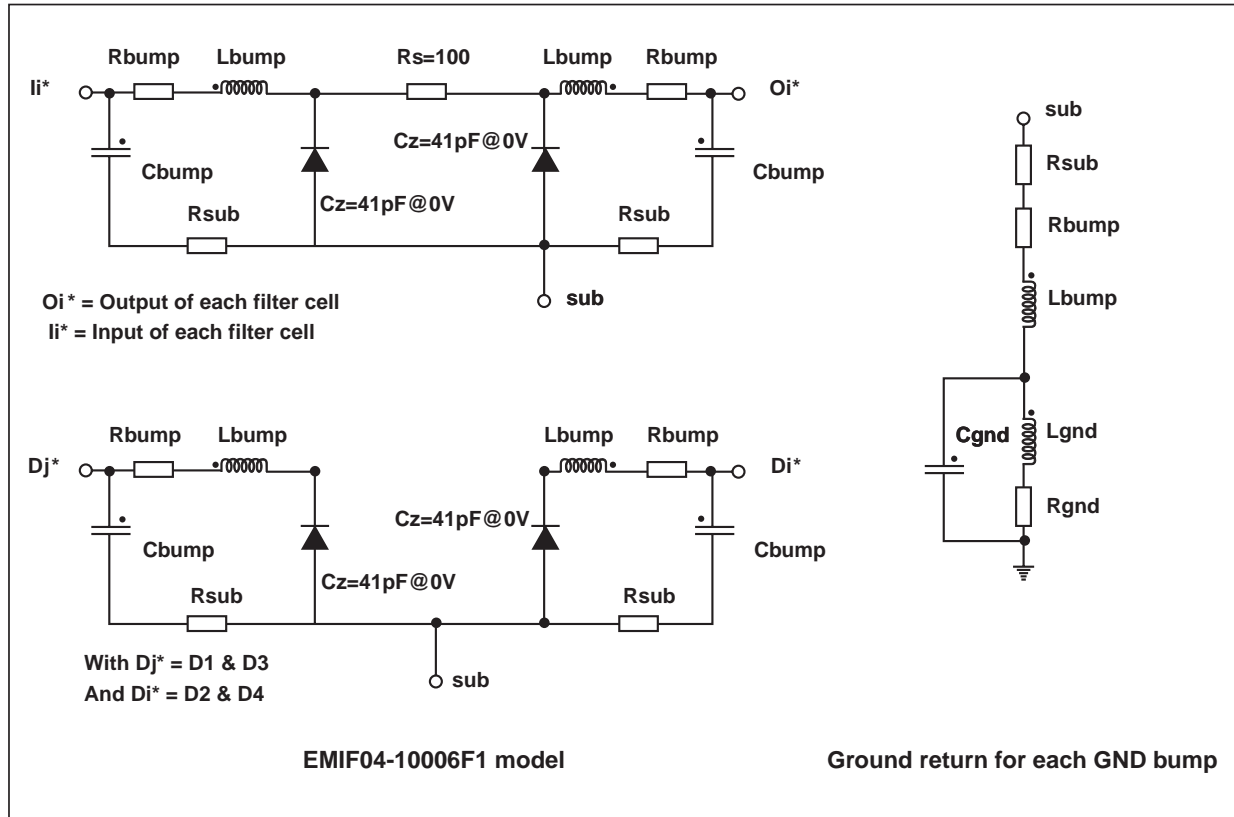 Rbump Lbump Rs=100 Lbump Rbump
Ii* Oi*
Cz=41pF@0V
Cbump Cbump
Cz=41pF@0V
Rsub Rsub
sub
Oi* = Output of each filter cell
Ii* = Input of each filter cell
Rbump Lbump Lbump Rbump
Dj* Di*
Cz=41pF@0V
Cbump Cbump
Cz=41pF@0V
Rsub Rsub
With Dj* = D1 & D3
And Di* = D2 & D4
sub
EMIF04-10006F1 model
sub
Rsub
Rbump
Lbump
Cgnd Lgnd
Rgnd
Ground return for each GND bump